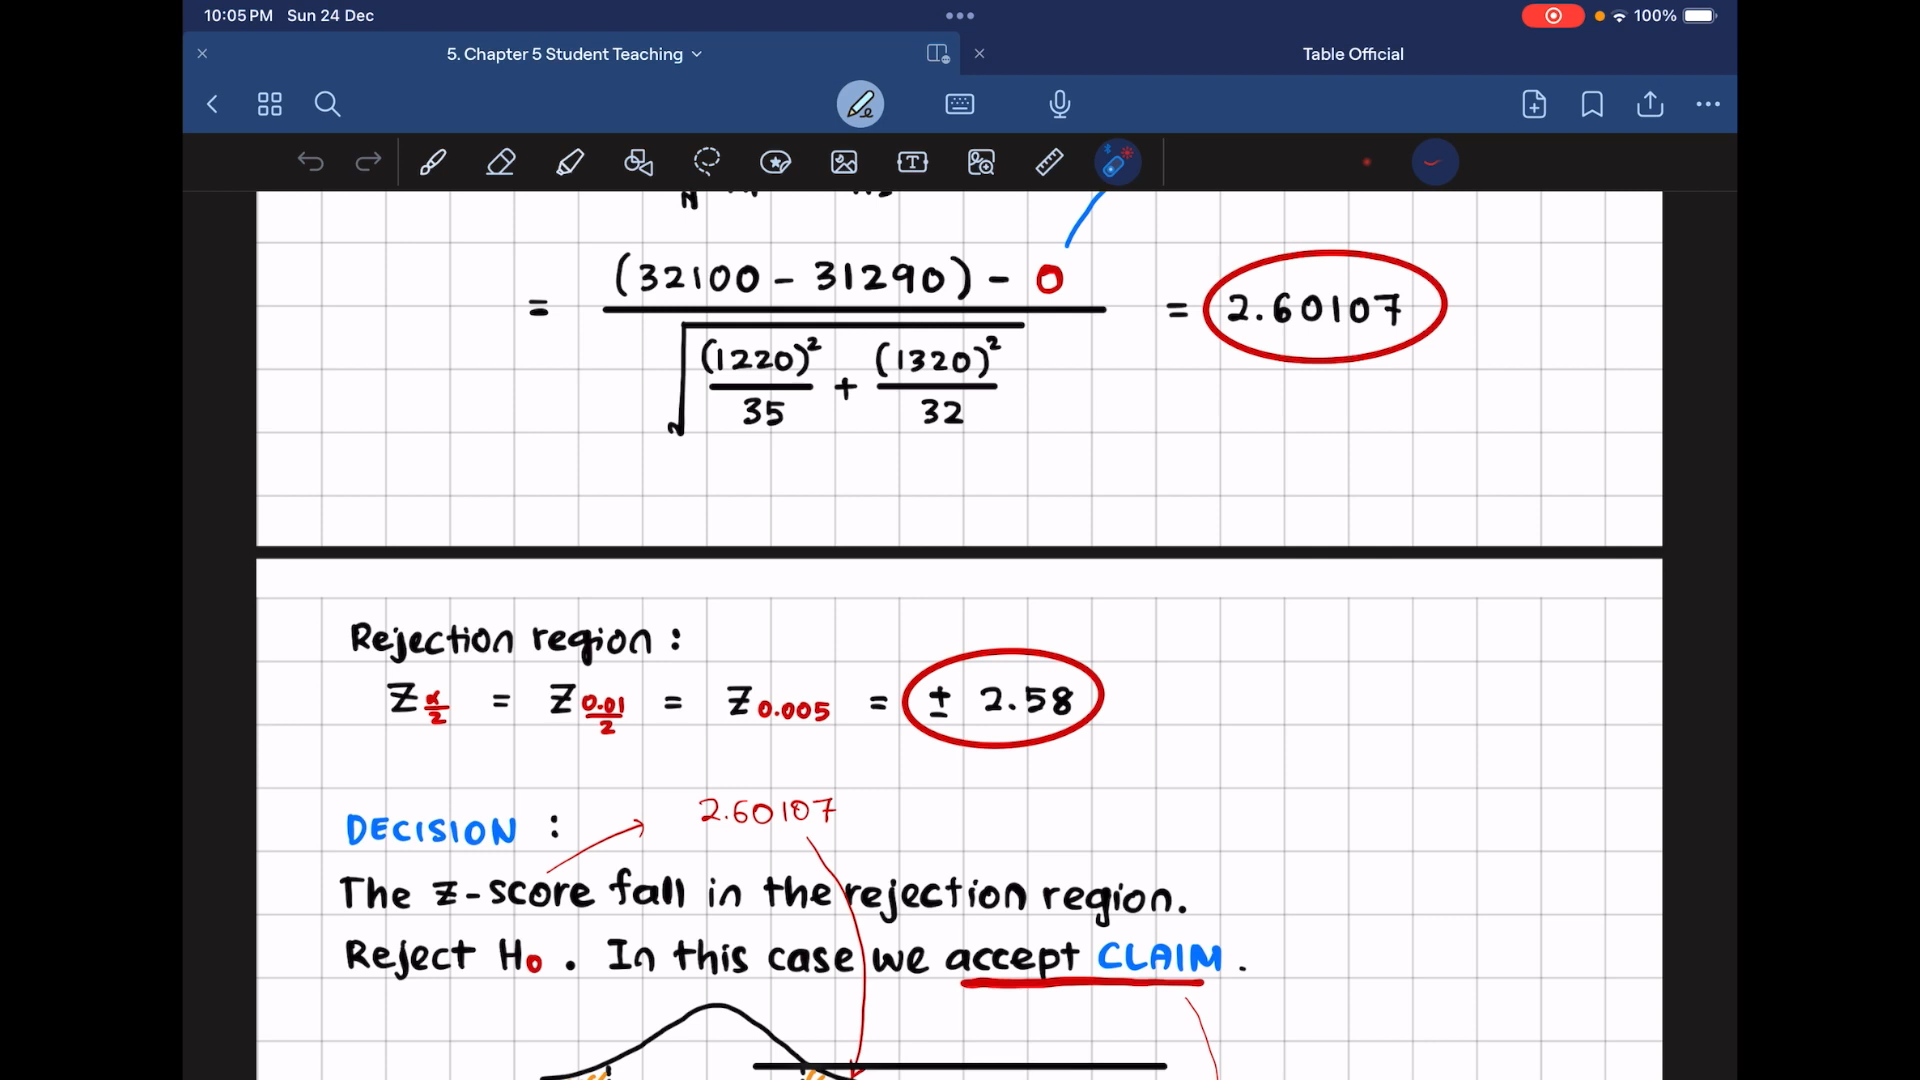 10:05 PM Sun 24 Dec
100%
5. Chapter 5 Student Teaching
Table Official
= (32100 - 31290) - 0 = 2.60107
(1220)² + (1320)²
35 32
Rejection region :
Z α/2 = Z 0.01/2 = Z 0.005 = ± 2.58
2.60107
DECISION :
The z-score fall in the rejection region.
Reject H0 . In this case we accept CLAIM .